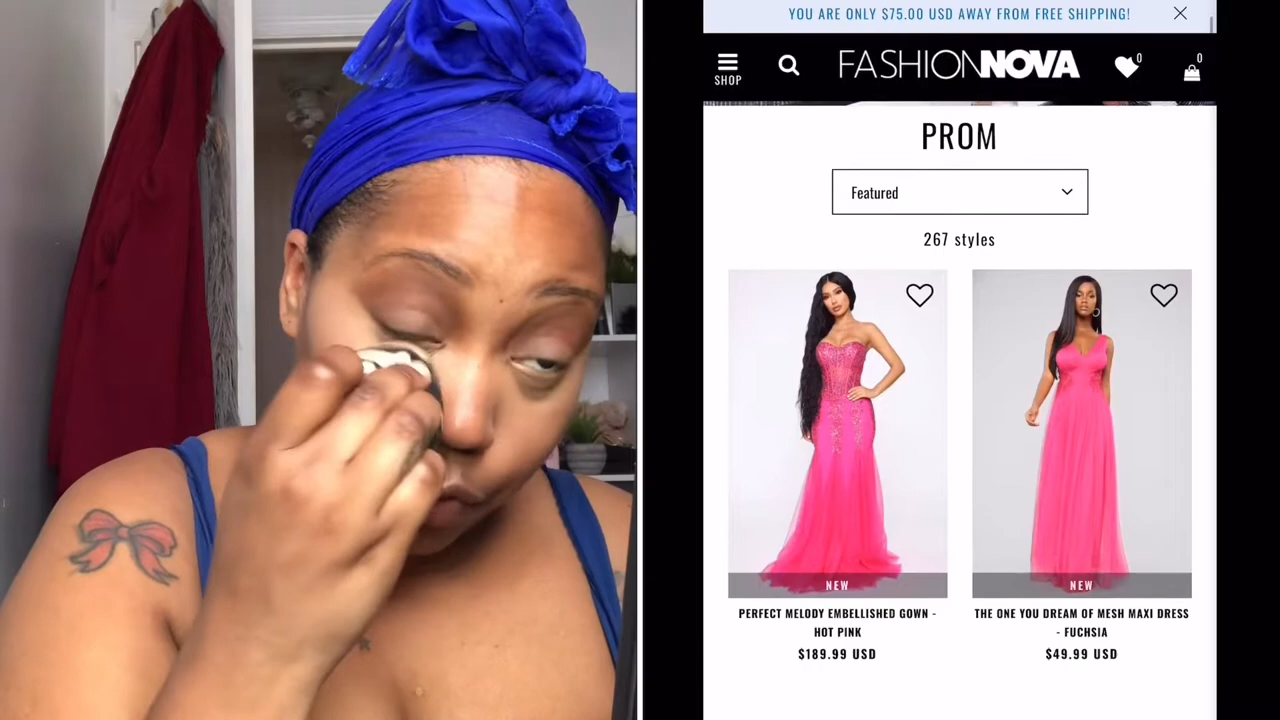 YOU ARE ONLY $75.00 USD AWAY FROM FREE SHIPPING!
SHOP
FASHIONNOVA
0
0
PROM
Featured
267 styles
NEW
NEW
PERFECT MELODY EMBELLISHED GOWN -
HOT PINK
$189.99 USD
THE ONE YOU DREAM OF MESH MAXI DRESS
- FUCHSIA
$49.99 USD